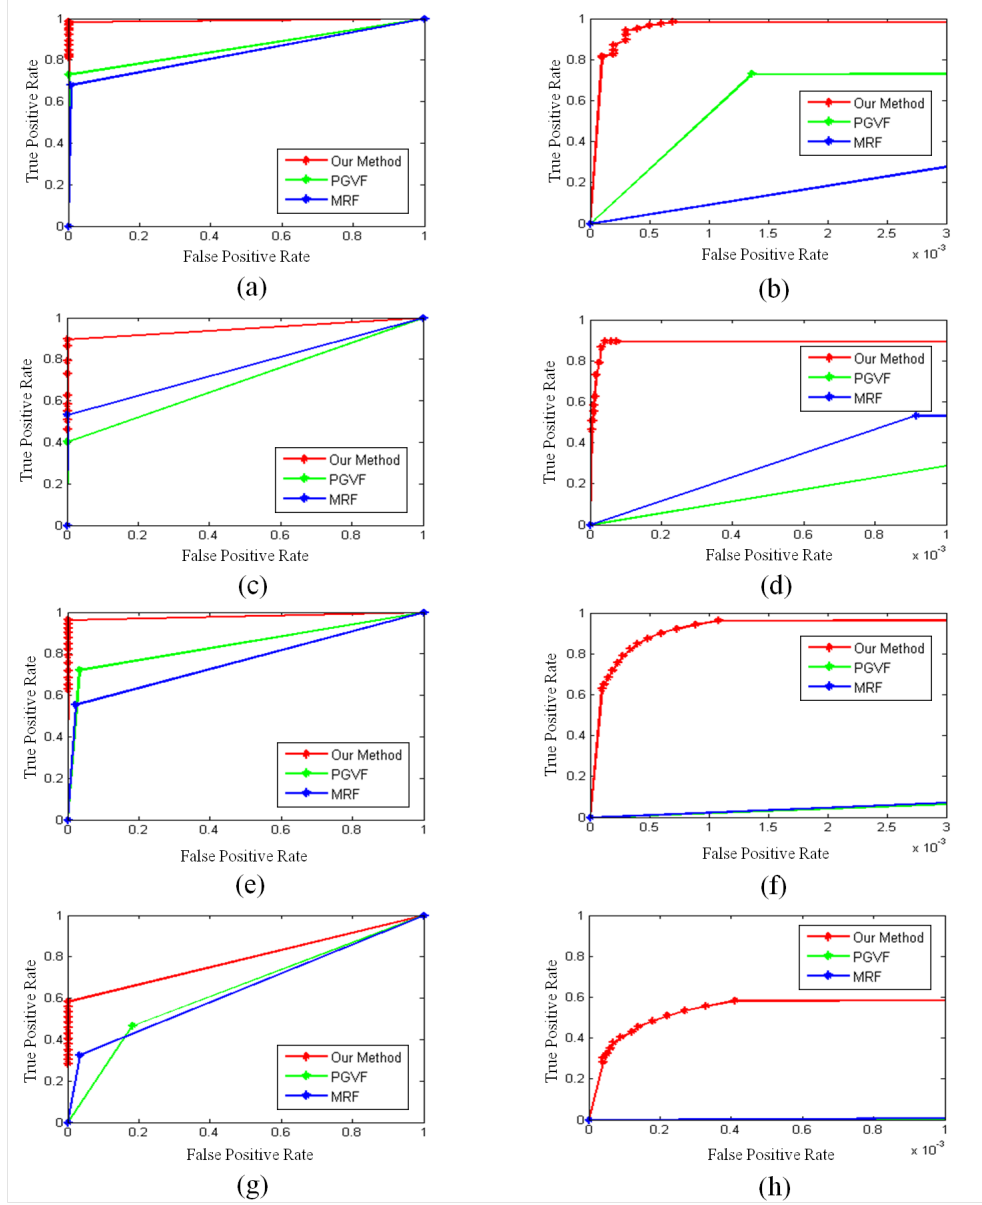 True Positive Rate
1
0.8
0.6
0.4
0.2
0
0 0.2 0.4 0.6 0.8 1
False Positive Rate
Our Method
PGVF
MRF
(a)
True Positive Rate
1
0.8
0.6
0.4
0.2
0
0 0.5 1 1.5 2 2.5 3
x 10-3
False Positive Rate
Our Method
PGVF
MRF
(b)
True Positive Rate
1
0.8
0.6
0.4
0.2
0
0 0.2 0.4 0.6 0.8 1
False Positive Rate
Our Method
PGVF
MRF
(c)
True Positive Rate
1
0.8
0.6
0.4
0.2
0
0 0.2 0.4 0.6 0.8 1
x 10-3
False Positive Rate
Our Method
PGVF
MRF
(d)
True Positive Rate
1
0.8
0.6
0.4
0.2
0
0 0.2 0.4 0.6 0.8 1
False Positive Rate
Our Method
PGVF
MRF
(e)
True Positive Rate
1
0.8
0.6
0.4
0.2
0
0 0.5 1 1.5 2 2.5 3
x 10-3
False Positive Rate
Our Method
PGVF
MRF
(f)
True Positive Rate
1
0.8
0.6
0.4
0.2
0
0 0.2 0.4 0.6 0.8 1
False Positive Rate
Our Method
PGVF
MRF
(g)
True Positive Rate
1
0.8
0.6
0.4
0.2
0
0 0.2 0.4 0.6 0.8 1
x 10-3
False Positive Rate
Our Method
PGVF
MRF
(h)